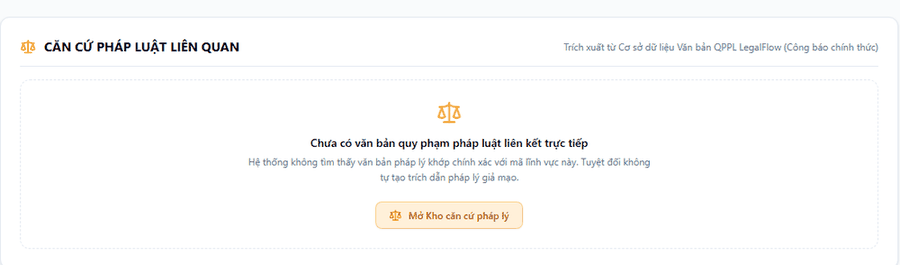 CĂN CỨ PHÁP LUẬT LIÊN QUAN
Trích xuất từ Cơ sở dữ liệu Văn bản QPPL LegalFlow (Công báo chính thức)
Chưa có văn bản quy phạm pháp luật liên kết trực tiếp
Hệ thống không tìm thấy văn bản pháp lý khớp chính xác với mã lĩnh vực này. Tuyệt đối không
tự tạo trích dẫn pháp lý giả mạo.
Mở Kho căn cứ pháp lý